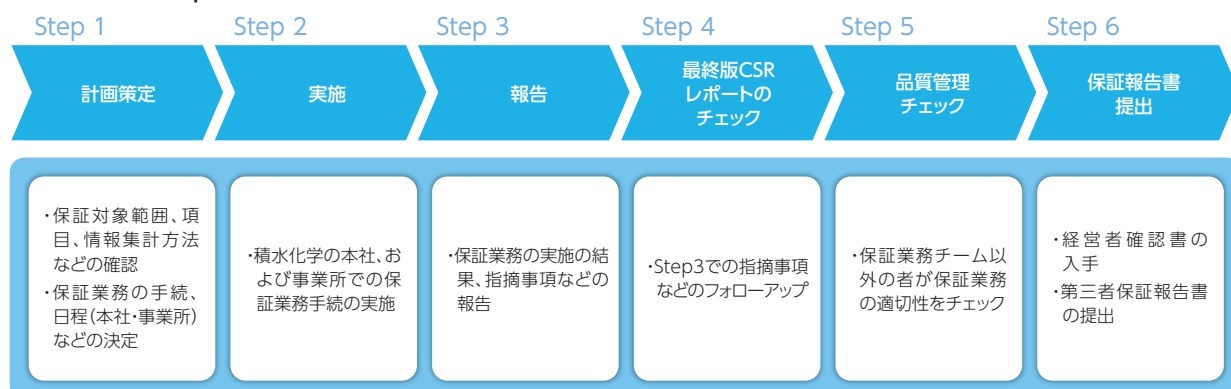 Step 1
Step 2
Step 3
Step 4
Step 5
Step 6
計画策定
実施
報告
最終版CSR
レポートの
チェック
品質管理
チェック
保証報告書
提出
・保証対象範囲、項
目、情報集計方法
などの確認
・保証業務の手続、
日程(本社・事業所)
などの決定
・積水化学の本社、お
よび事業所での保
証業務手続の実施
・保証業務の実施の結
果、指摘事項などの
報告
・Step3での指摘事項
などのフォローアップ
・保証業務チーム以
外の者が保証業務
の適切性をチェック
・経営者確認書の
入手
・第三者保証報告書
の提出